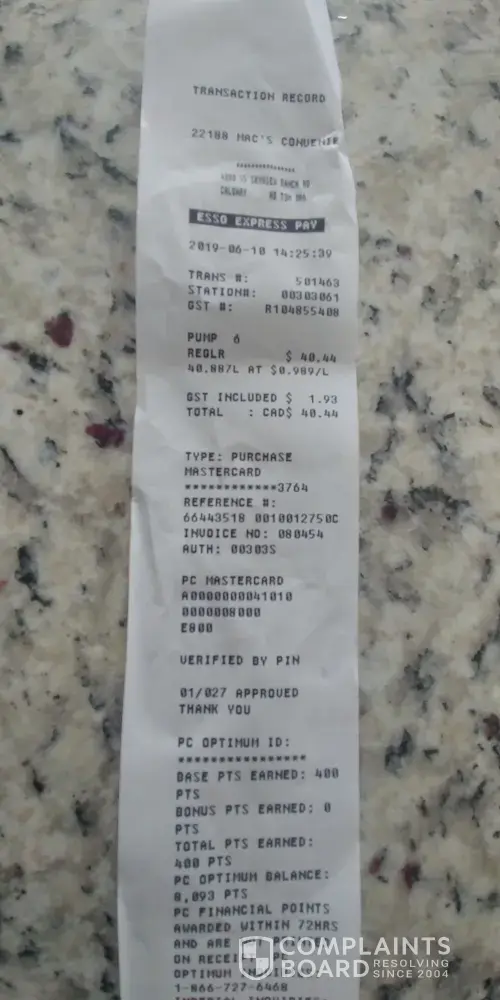 TRANSACTION RECORD
22188 MAC'S CONVENIE
CALGARY
ESSO EXPRESS PAY
2019-06-10 14:25:39
TRANS #: 501463
STATION#: 00303061
GST #: R104855408
PUMP 6
REGLR $ 40.44
40.887L AT $0.989/L
GST INCLUDED $ 1.93
TOTAL : CAD$ 40.44
TYPE: PURCHASE
MASTERCARD
************3764
REFERENCE #:
66443518 0010012750C
INVOICE NO: 080454
AUTH: 00303S
PC MASTERCARD
A0000000041010
0000008000
E800
VERIFIED BY PIN
01/027 APPROVED
THANK YOU
PC OPTIMUM ID:
****************
BASE PTS EARNED: 400
PTS
BONUS PTS EARNED: 0
PTS
TOTAL PTS EARNED:
400 PTS
PC OPTIMUM BALANCE:
8,093 PTS
PC FINANCIAL POINTS
AWARDED WITHIN 72HRS
AND ARE
ON
OPTIMUM
1-866-727-6468
COMPLAINTS
BOARD RESOLVING
SINCE 2004